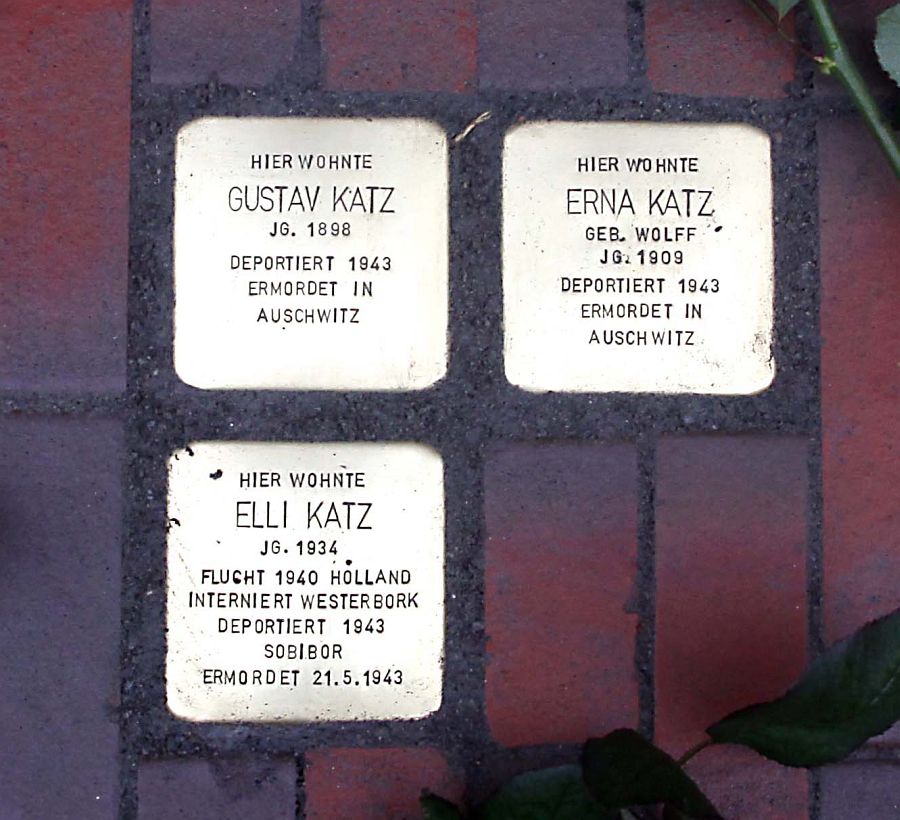 HIER WOHNTE
GUSTAV KATZ
JG. 1898
DEPORTIERT 1943
ERMORDET IN
AUSCHWITZ
HIER WOHNTE
ERNA KATZ
GEB. WOLFF
JG. 1909
DEPORTIERT 1943
ERMORDET IN
AUSCHWITZ
HIER WOHNTE
ELLI KATZ
JG. 1934
FLUCHT 1940 HOLLAND
INTERNIERT WESTERBORK
DEPORTIERT 1943
SOBIBOR
ERMORDET 21.5.1943